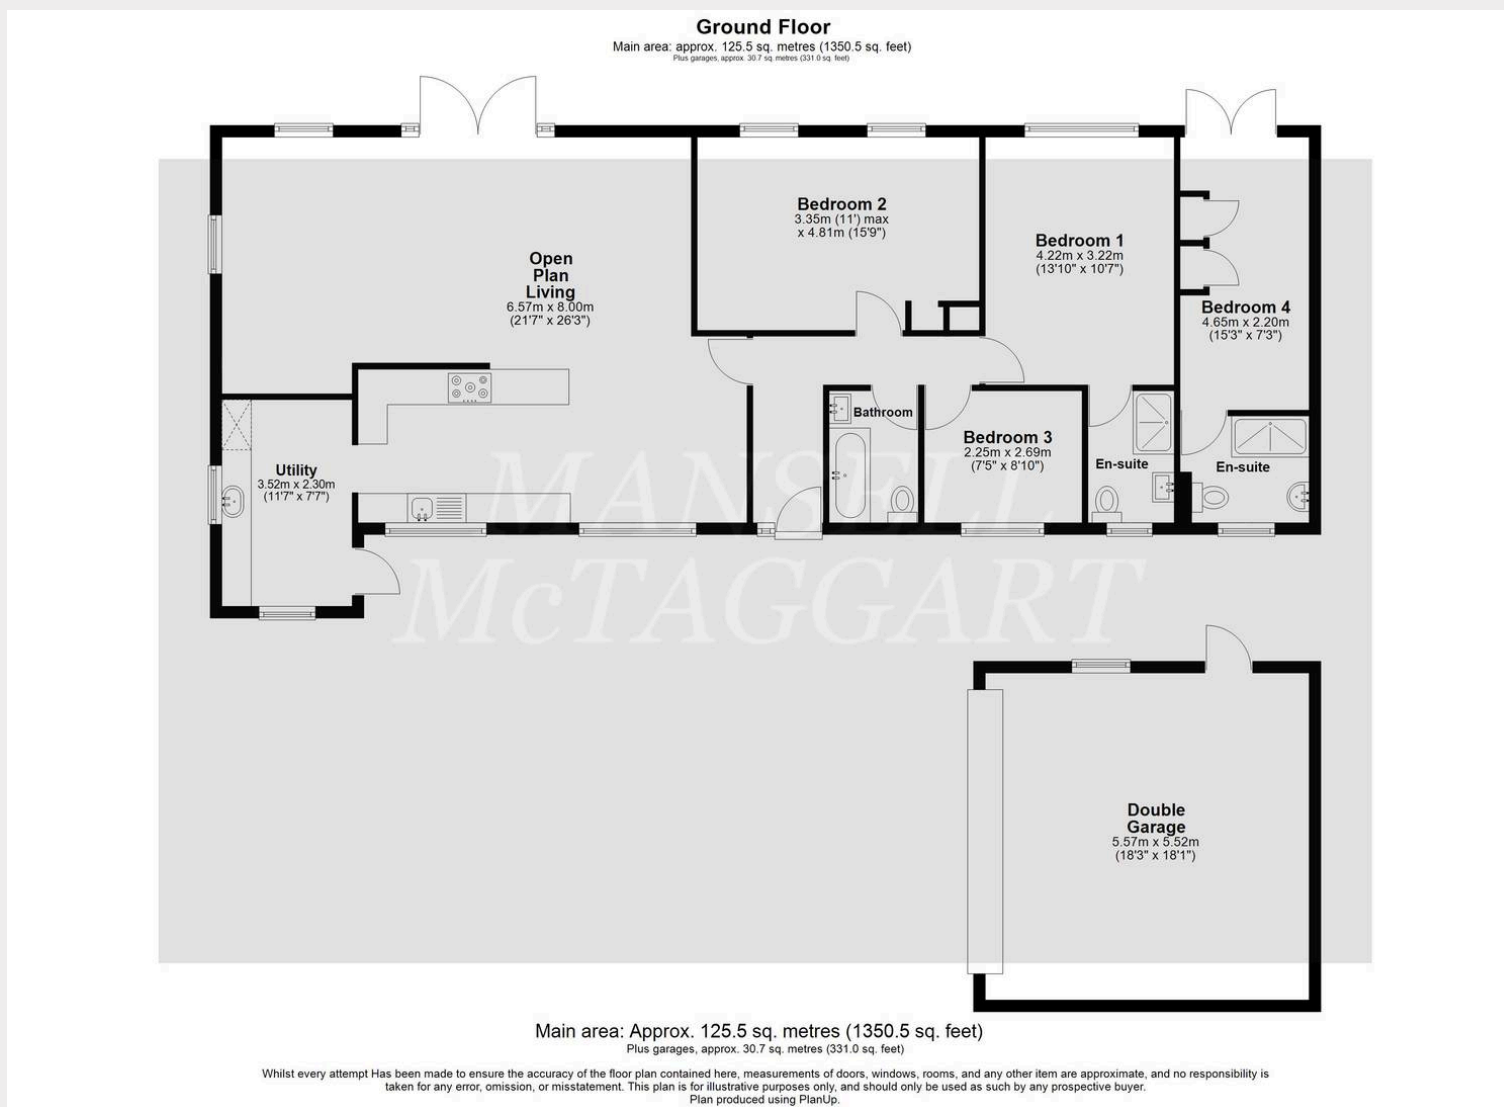 Ground Floor
Main area: approx. 125.5 sq. metres (1350.5 sq. feet)
Plus garages, approx. 30.7 sq. metres (331.0 sq. feet)
Bedroom 2
3.35m (11') max
x 4.81m (15'9")
Bedroom 1
4.22m x 3.22m
(13'10" x 10'7")
Open
Plan
Living
6.57m x 8.00m
(21'7" x 26'3")
Bedroom 4
4.65m x 2.20m
(15'3" x 7'3")
Bathroom
Bedroom 3
2.25m x 2.69m
(7'5" x 8'10")
En-suite
En-suite
Utility
3.52m x 2.30m
(11'7" x 7'7")
MANSELL
McTAGGART
Double
Garage
5.57m x 5.52m
(18'3" x 18'1")
Main area: Approx. 125.5 sq. metres (1350.5 sq. feet)
Plus garages, approx. 30.7 sq. metres (331.0 sq. feet)
Whilst every attempt Has been made to ensure the accuracy of the floor plan contained here, measurements of doors, windows, rooms, and any other item are approximate, and no responsibility is
taken for any error, omission, or misstatement. This plan is for illustrative purposes only, and should only be used as such by any prospective buyer.
Plan produced using PlanUp.